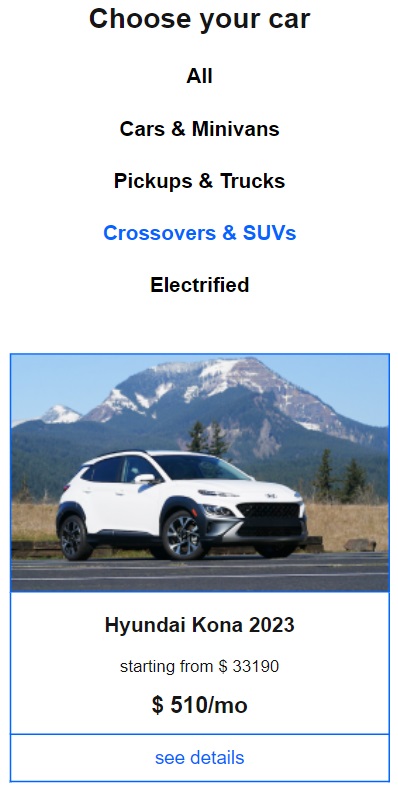 Choose your car
All
Cars & Minivans
Pickups & Trucks
Crossovers & SUVs
Electrified
Hyundai Kona 2023
starting from $ 33190
$ 510/mo
see details